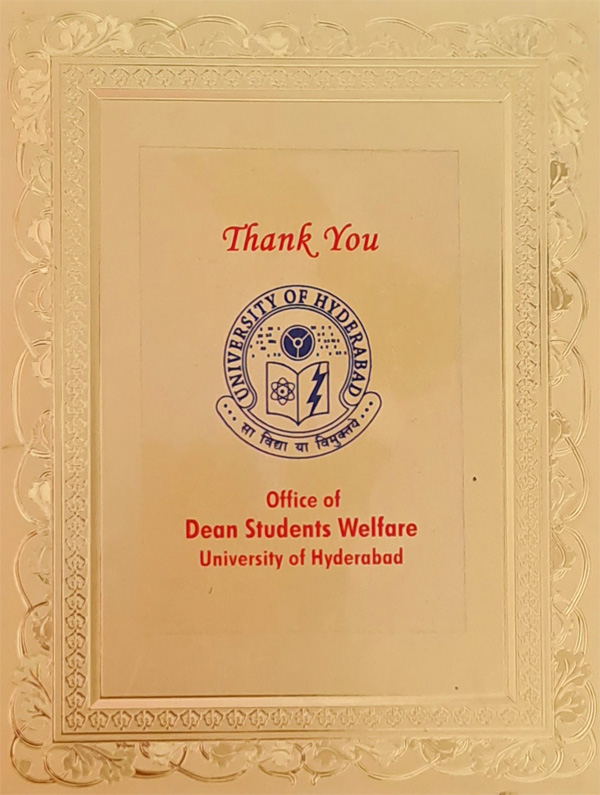 Thank You
UNIVERSITY OF HYDERABAD
सा विद्या या विमुक्तये
Office of
Dean Students Welfare
University of Hyderabad